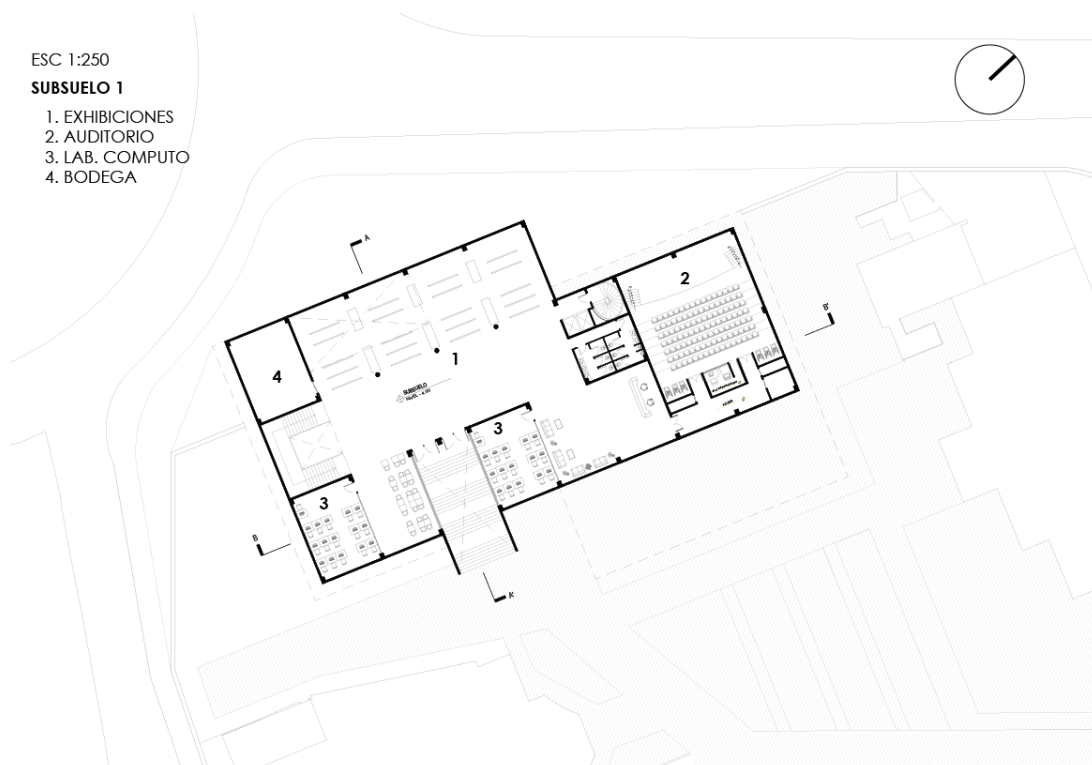 ESC 1:250
SUBSUELO 1
1. EXHIBICIONES
2. AUDITORIO
3. LAB. COMPUTO
4. BODEGA
A
2
B'
1
4
SUBSUELO
3
3
B
A'